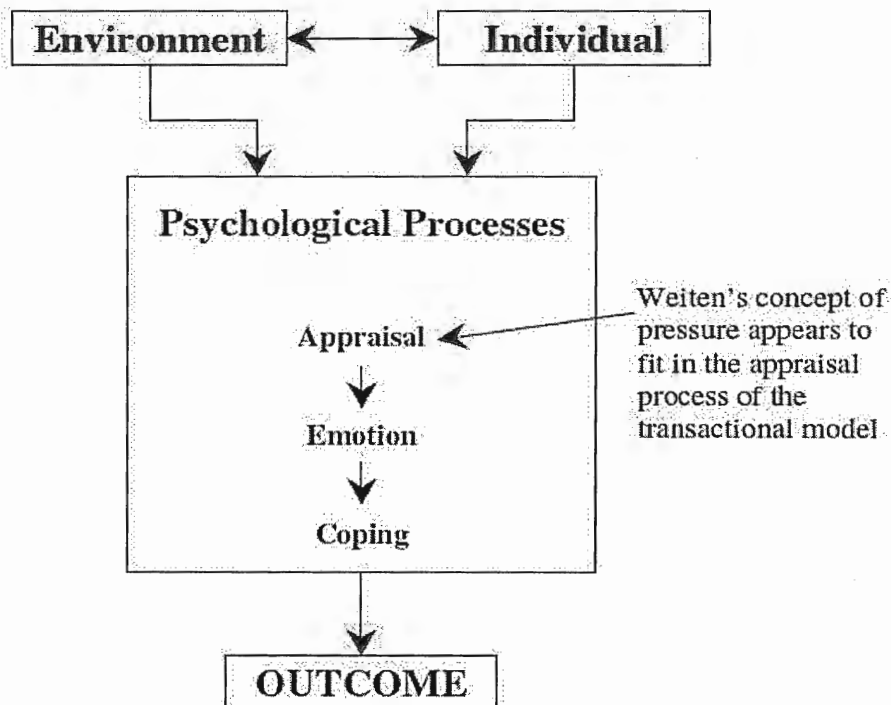 Environment
Individual
Psychological Processes
Appraisal
Emotion
Coping
Weiten's concept of
pressure appears to
fit in the appraisal
process of the
transactional model
OUTCOME